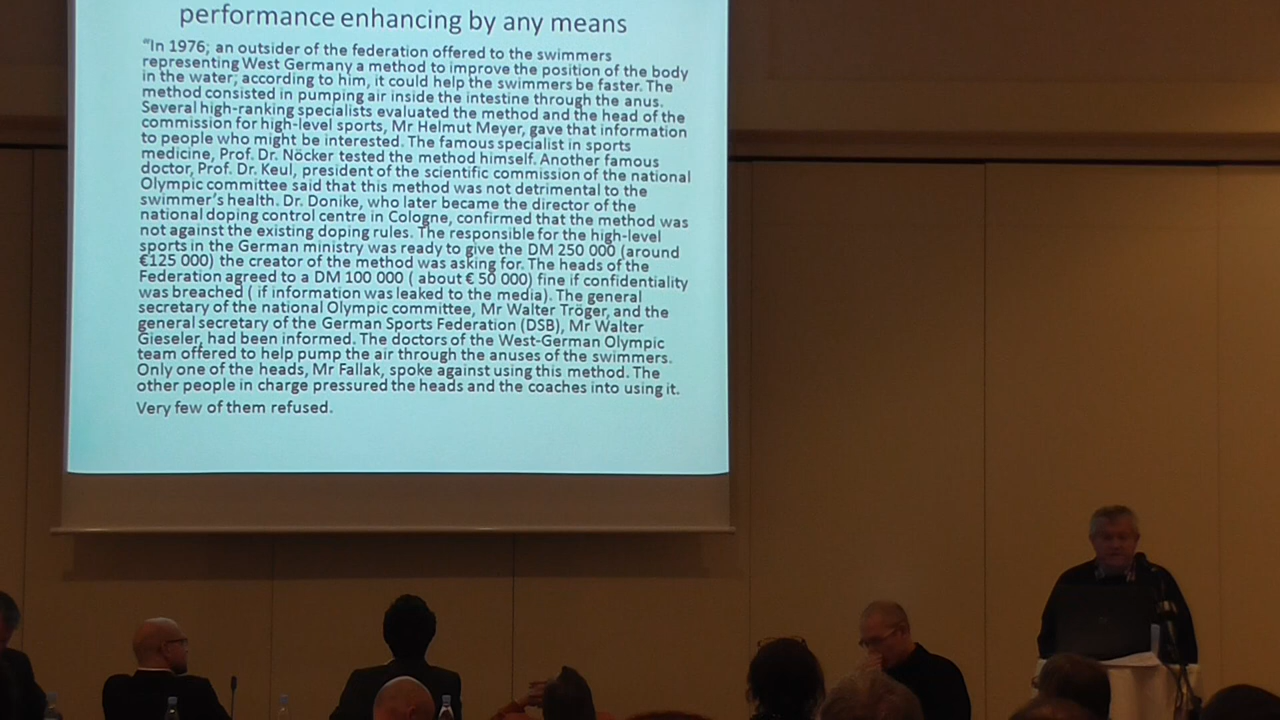 performance enhancing by any means
"In 1976; an outsider of the federation offered to the swimmers
representing West Germany a method to improve the position of the body
in the water; according to him, it could help the swimmers be faster. The
method consisted in pumping air inside the intestine through the anus.
Several high-ranking specialists evaluated the method and the head of the
commission for high-level sports, Mr Helmut Meyer, gave that information
to people who might be interested. The famous specialist in sports
medicine, Prof. Dr. Nöcker tested the method himself. Another famous
doctor, Prof. Dr. Keul, president of the scientific commission of the national
Olympic committee said that this method was not detrimental to the
swimmer's health. Dr. Donike, who later became the director of the
national doping control centre in Cologne, confirmed that the method was
not against the existing doping rules. The responsible for the high-level
sports in the German ministry was ready to give the DM 250 000 (around
€125 000) the creator of the method was asking for. The heads of the
Federation agreed to a DM 100 000 ( about € 50 000) fine if confidentiality
was breached ( if information was leaked to the media). The general
secretary of the national Olympic committee, Mr Walter Tröger, and the
general secretary of the German Sports Federation (DSB), Mr Walter
Gieseler, had been informed. The doctors of the West-German Olympic
team offered to help pump the air through the anuses of the swimmers.
Only one of the heads, Mr Fallak, spoke against using this method. The
other people in charge pressured the heads and the coaches into using it.
Very few of them refused.